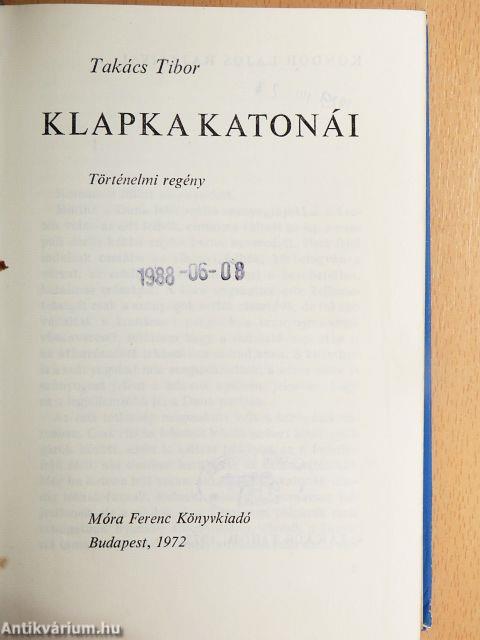 Takács Tibor
KLAPKA KATONÁI
Történelmi regény
1988-06-08
Móra Ferenc Könyvkiadó
Budapest, 1972
Antikvárium.hu